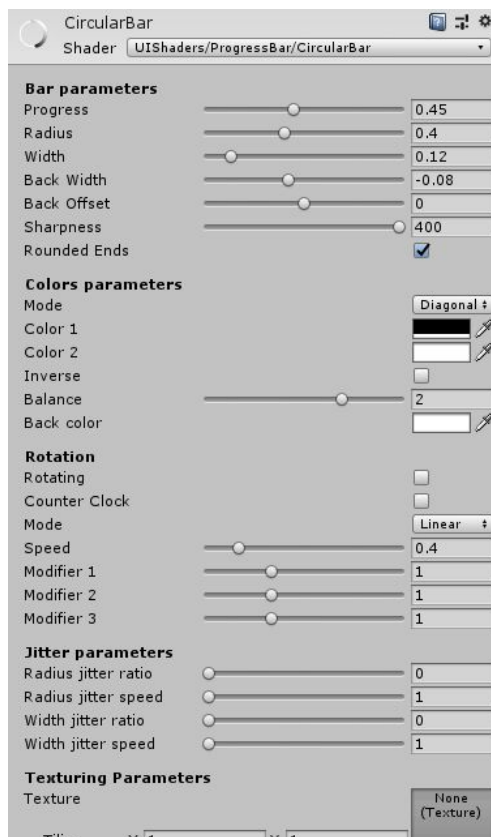 CircularBar
Shader UIShaders/ProgressBar/CircularBar
Bar parameters
Progress 0.45
Radius 0.4
Width 0.12
Back Width -0.08
Back Offset 0
Sharpness 400
Rounded Ends
Colors parameters
Mode Diagonal
Color 1
Color 2
Inverse
Balance 2
Back color
Rotation
Rotating
Counter Clock
Mode Linear
Speed 0.4
Modifier 1 1
Modifier 2 1
Modifier 3 1
Jitter parameters
Radius jitter ratio 0
Radius jitter speed 1
Width jitter ratio 0
Width jitter speed 1
Texturing Parameters
Texture None
(Texture)